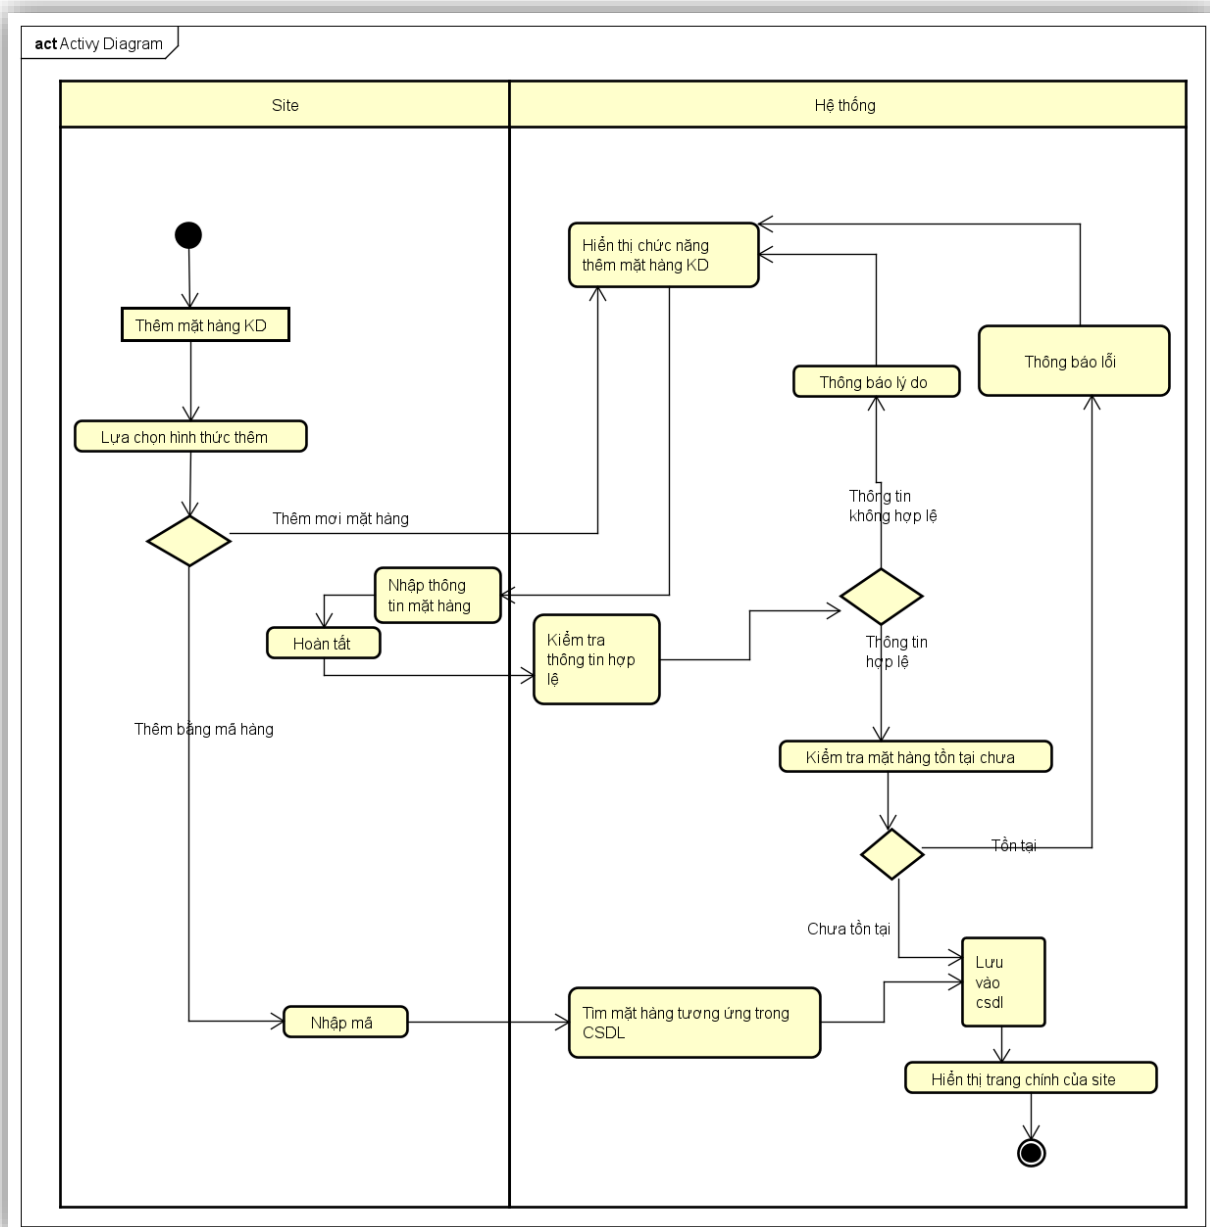 act Activy Diagram
Site
Hệ thống
Hiển thị chức năng
thêm mặt hàng KD
Thêm mặt hàng KD
Thông báo lỗi
Thông báo lý do
Lựa chọn hình thức thêm
Thông tin
không hợp lệ
Thêm mơi mặt hàng
Nhập thông
tin mặt hàng
Hoàn tất
Kiểm tra
thông tin hợp
lệ
Thông tin
hợp lệ
Thêm bằng mã hàng
Kiểm tra mặt hàng tồn tại chưa
Tồn tại
Chưa tồn tại
Lưu
vào
csdl
Nhập mã
Tìm mặt hàng tương ứng trong
CSDL
Hiển thị trang chính của site